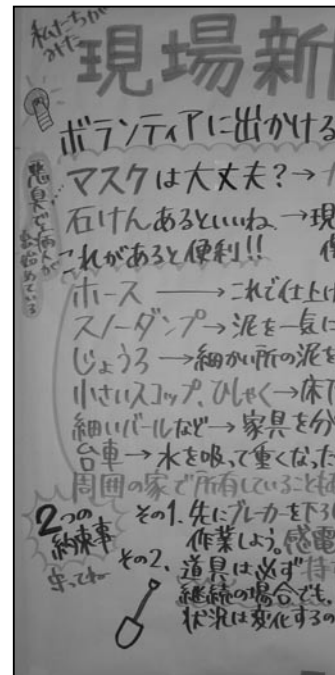 私たちが
みた
現場新
ボランティアに出かける
悪臭で病人が
出始めている
マスクは大丈夫?→
石けんあるといいね→現
これがあると便利!!
ホース→これで仕上げ
スノーダンプ→泥を一気に
じょうろ→細かい所の泥を
小さいスコップ、ひしゃく→床下
細いバールなど→家具を分
台車→水を吸って重くなった
周囲の家で所有していることも
2つの
約束事
守ってね
その1. 先にブレーカーを下ろし
作業しよう。感電
その2. 道具は必ず持
継続の場合でも、
状況は変化するの